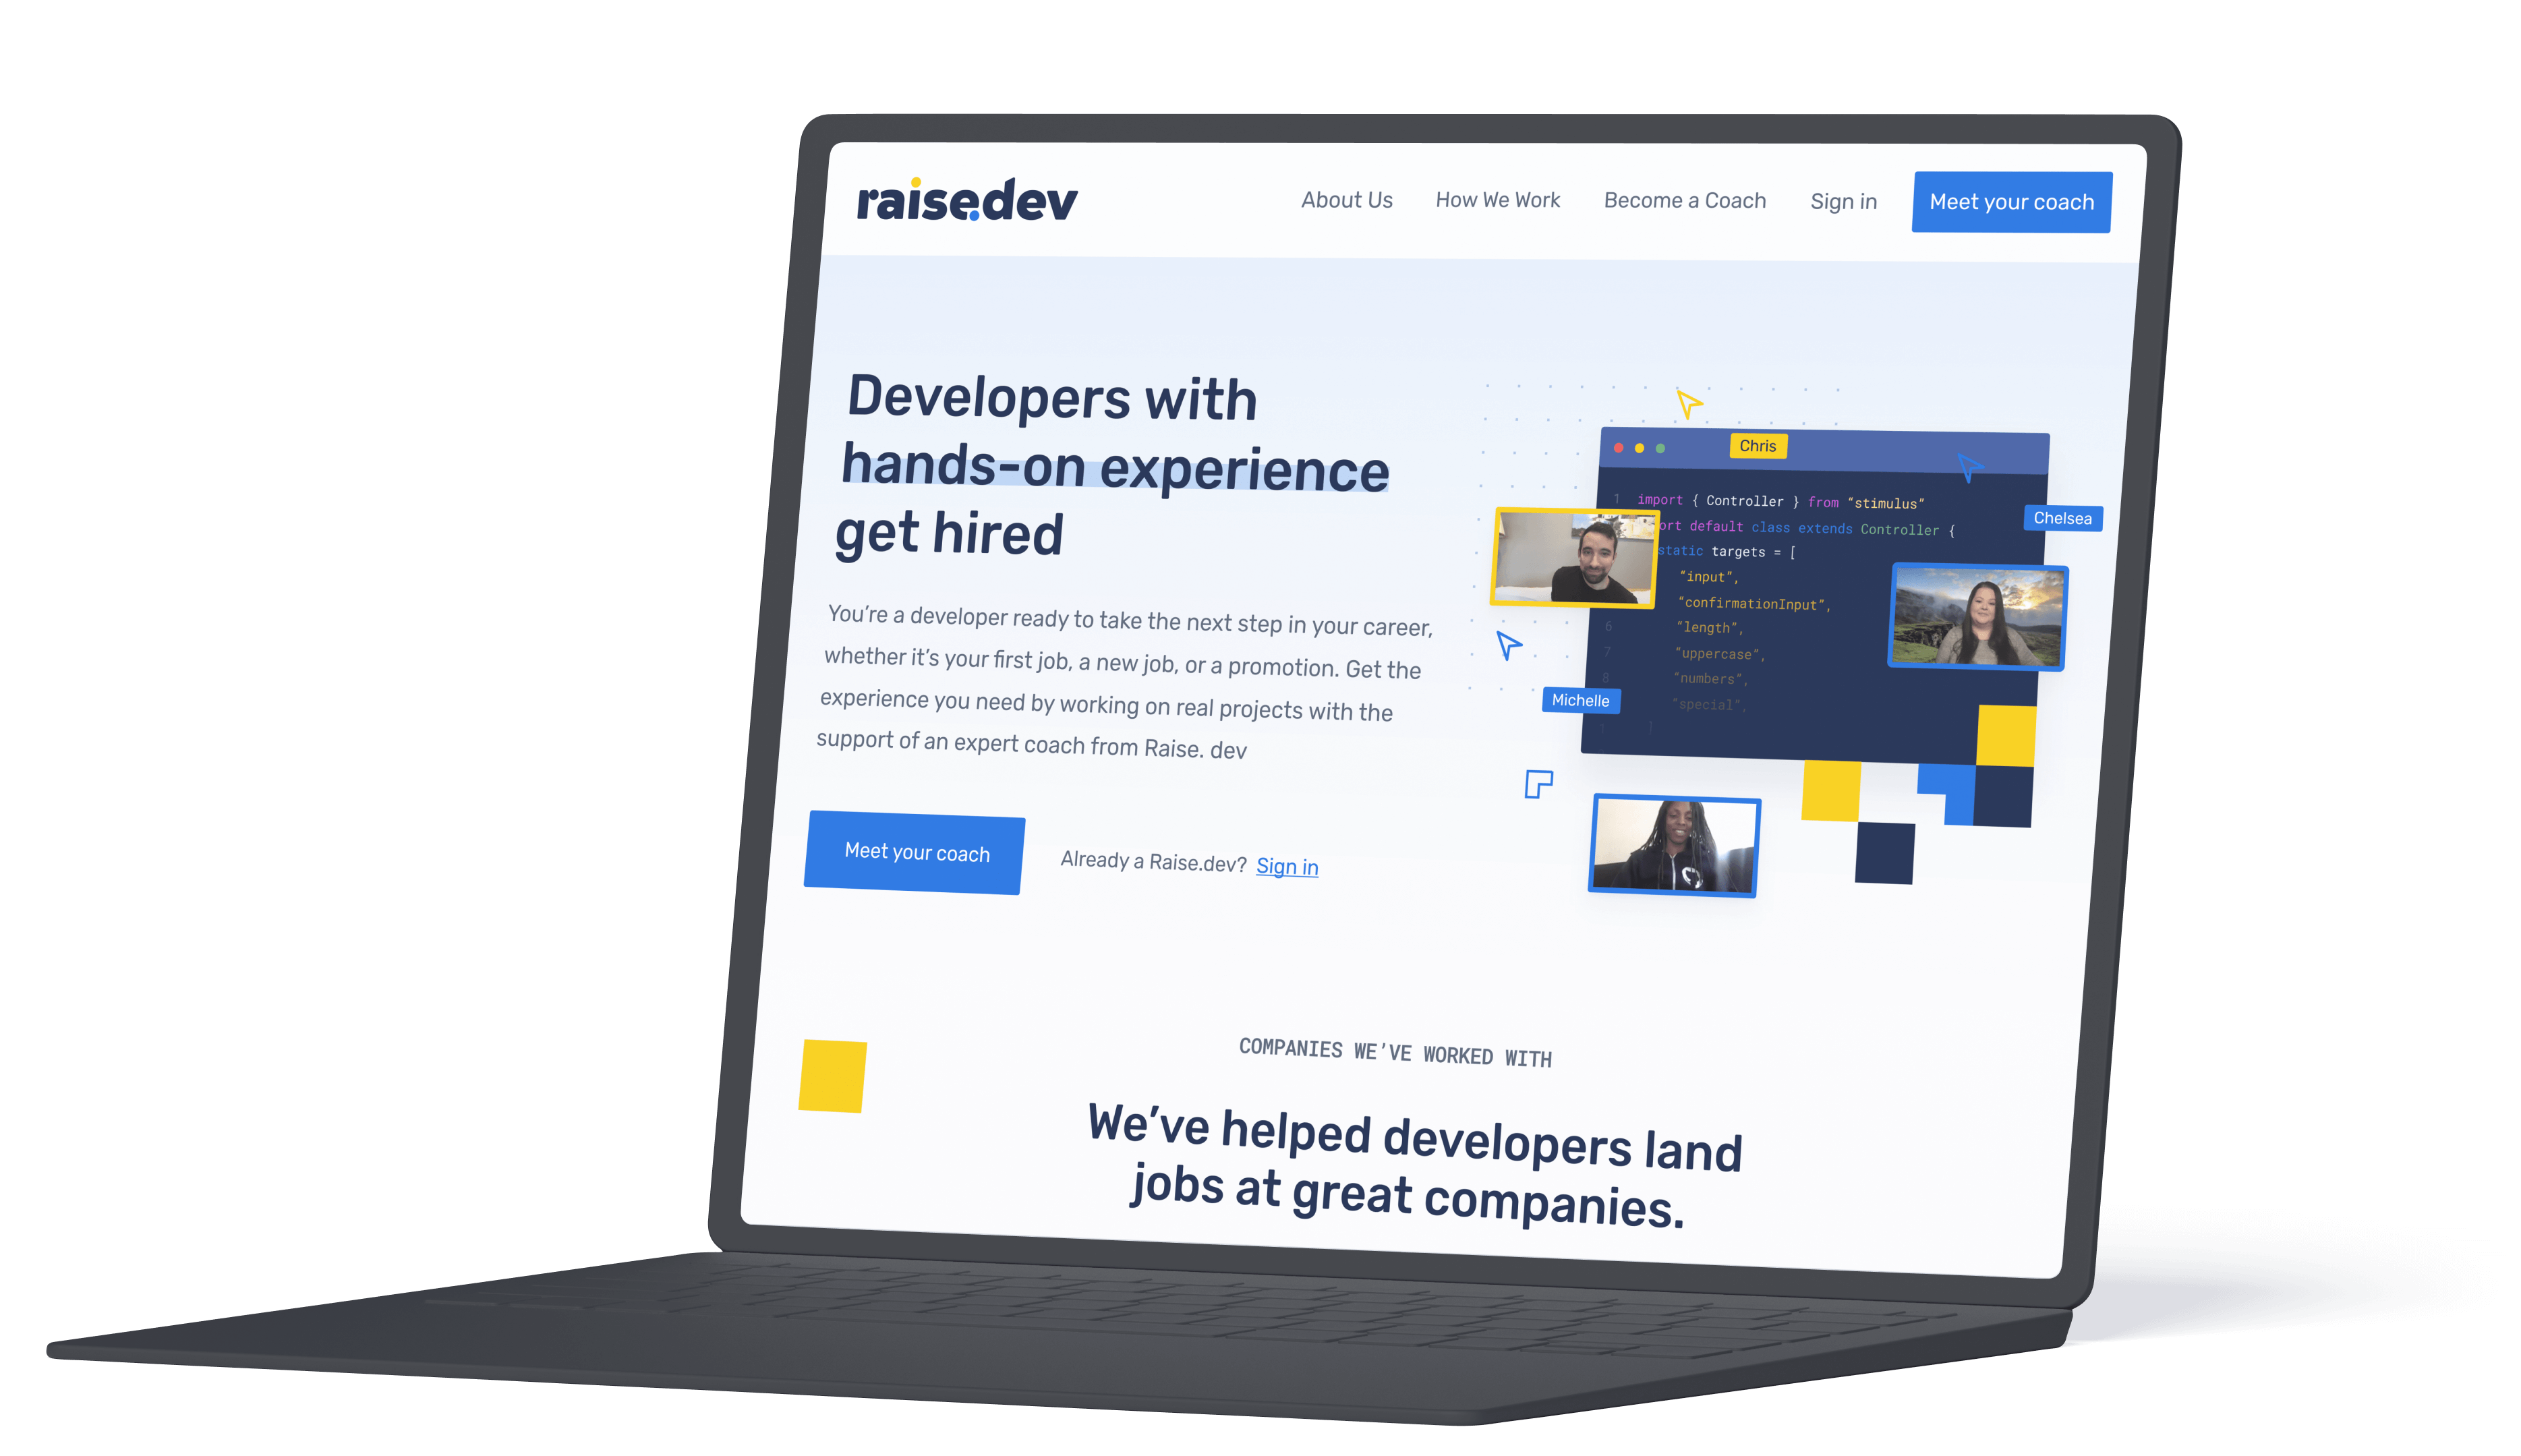 raise.dev
About Us
How We Work
Become a Coach
Sign in
Meet your coach
Developers with
hands-on experience
get hired
You're a developer ready to take the next step in your career,
whether it's your first job, a new job, or a promotion. Get the
experience you need by working on real projects with the
support of an expert coach from Raise. dev
Meet your coach
Already a Raise.dev? Sign in
Chris
1 import { Controller } from “stimulus”
ort default class extends Controller {
static targets = [
“input”,
“confirmationInput”,
6 “length”,
7 “uppercase”,
8 “numbers”,
“special”,
1 ]
Chelsea
Michelle
COMPANIES WE'VE WORKED WITH
We've helped developers land
jobs at great companies.